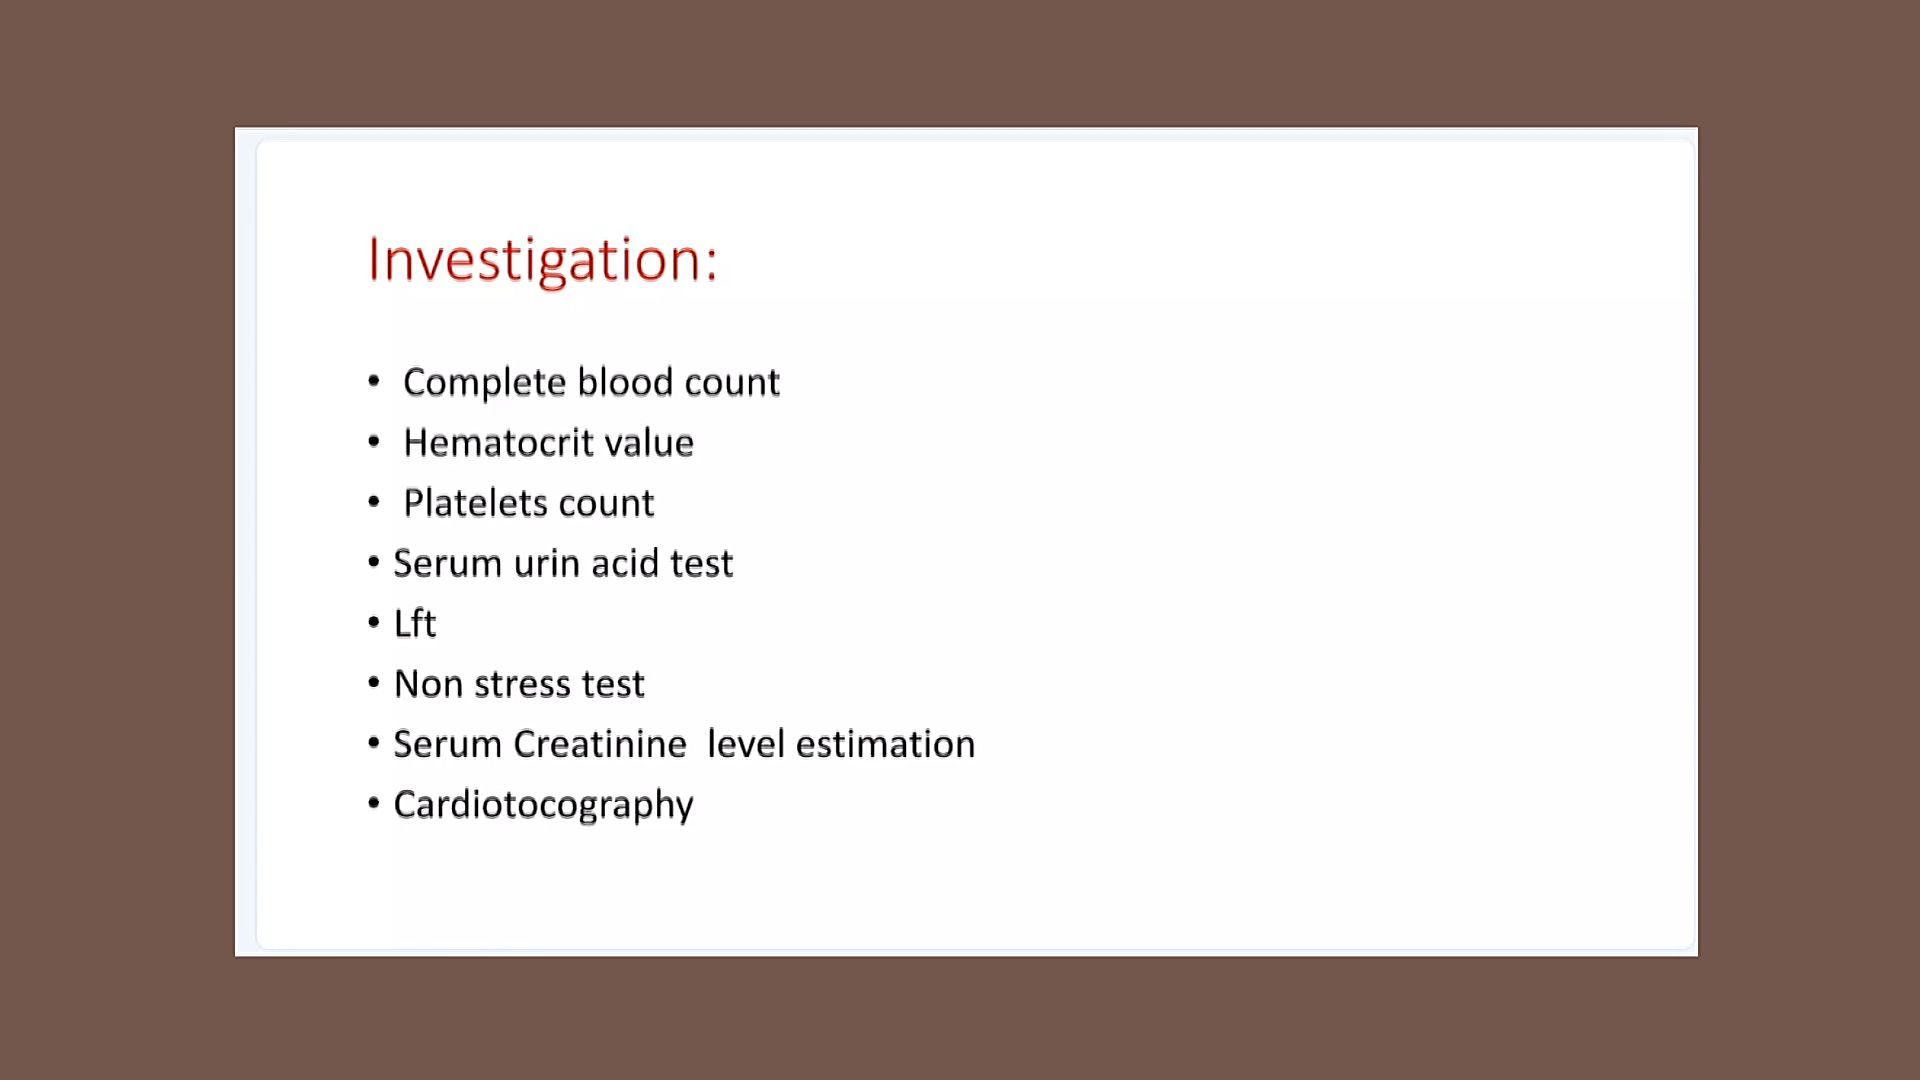 Investigation:
• Complete blood count
• Hematocrit value
• Platelets count
• Serum urin acid test
• Lft
• Non stress test
• Serum Creatinine  level estimation
• Cardiotocography